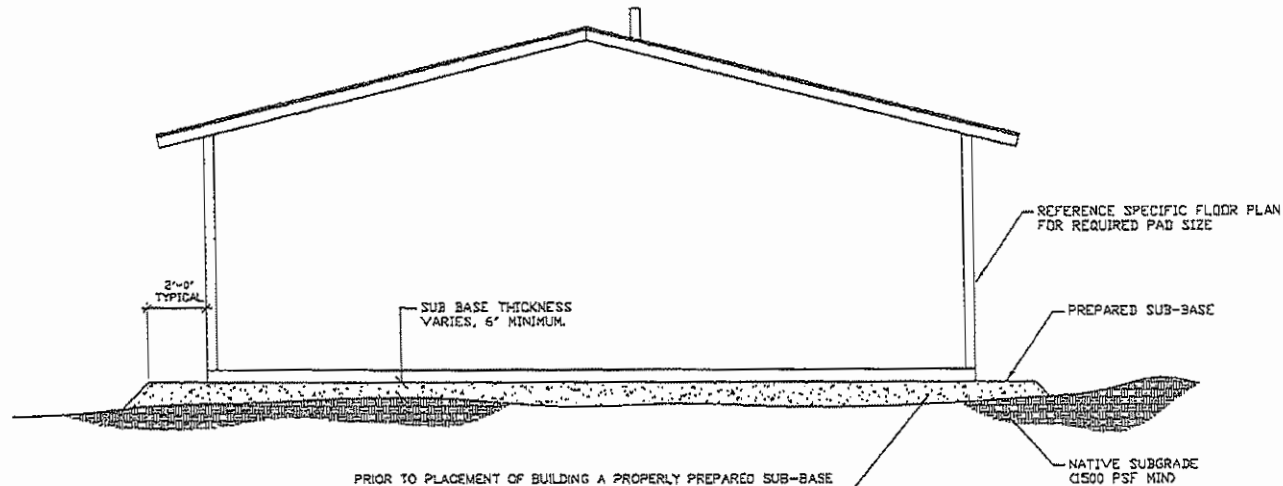 REFERENCE SPECIFIC FLOOR PLAN
FOR REQUIRED PAD SIZE
2'-0"
TYPICAL
SUB BASE THICKNESS
VARIES, 6" MINIMUM.
PREPARED SUB-BASE
NATIVE SUBGRADE
(1500 PSF MIN)
PRIOR TO PLACEMENT OF BUILDING A PROPERLY PREPARED SUB-BASE